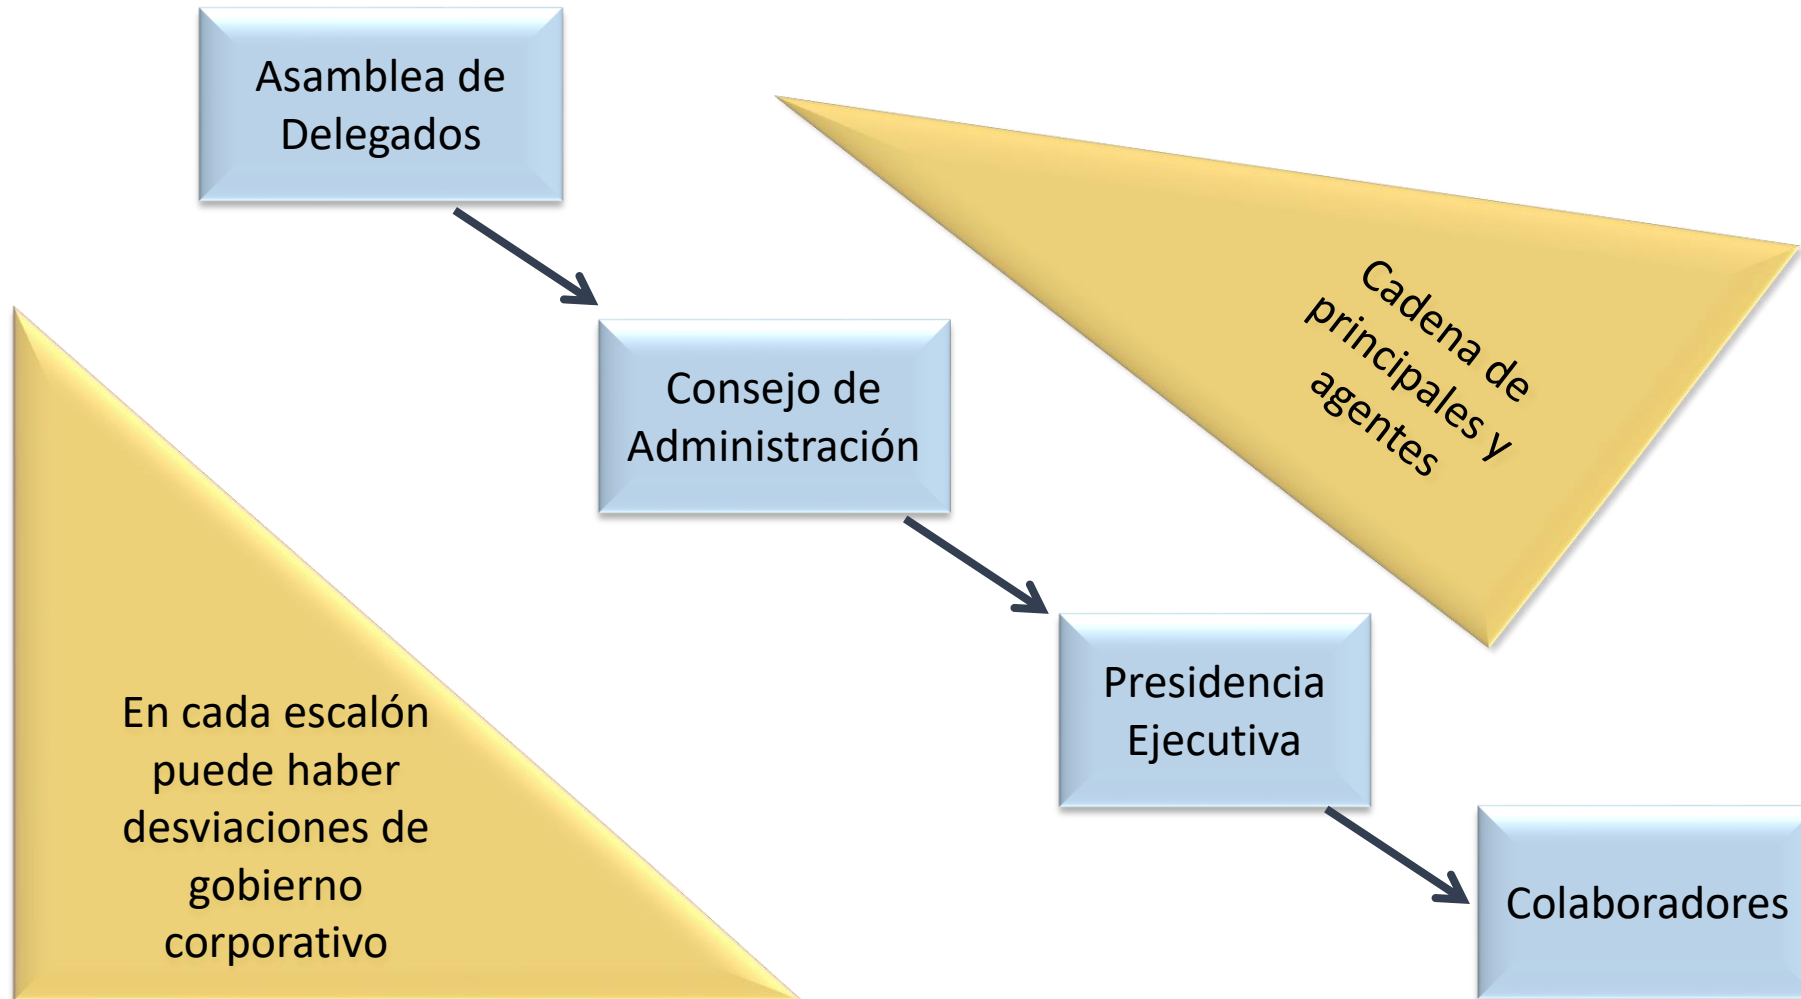 Asamblea de
Delegados
Cadena de
principales y
agentes
Consejo de
Administración
Presidencia
Ejecutiva
En cada escalón
puede haber
desviaciones de
gobierno
corporativo
Colaboradores